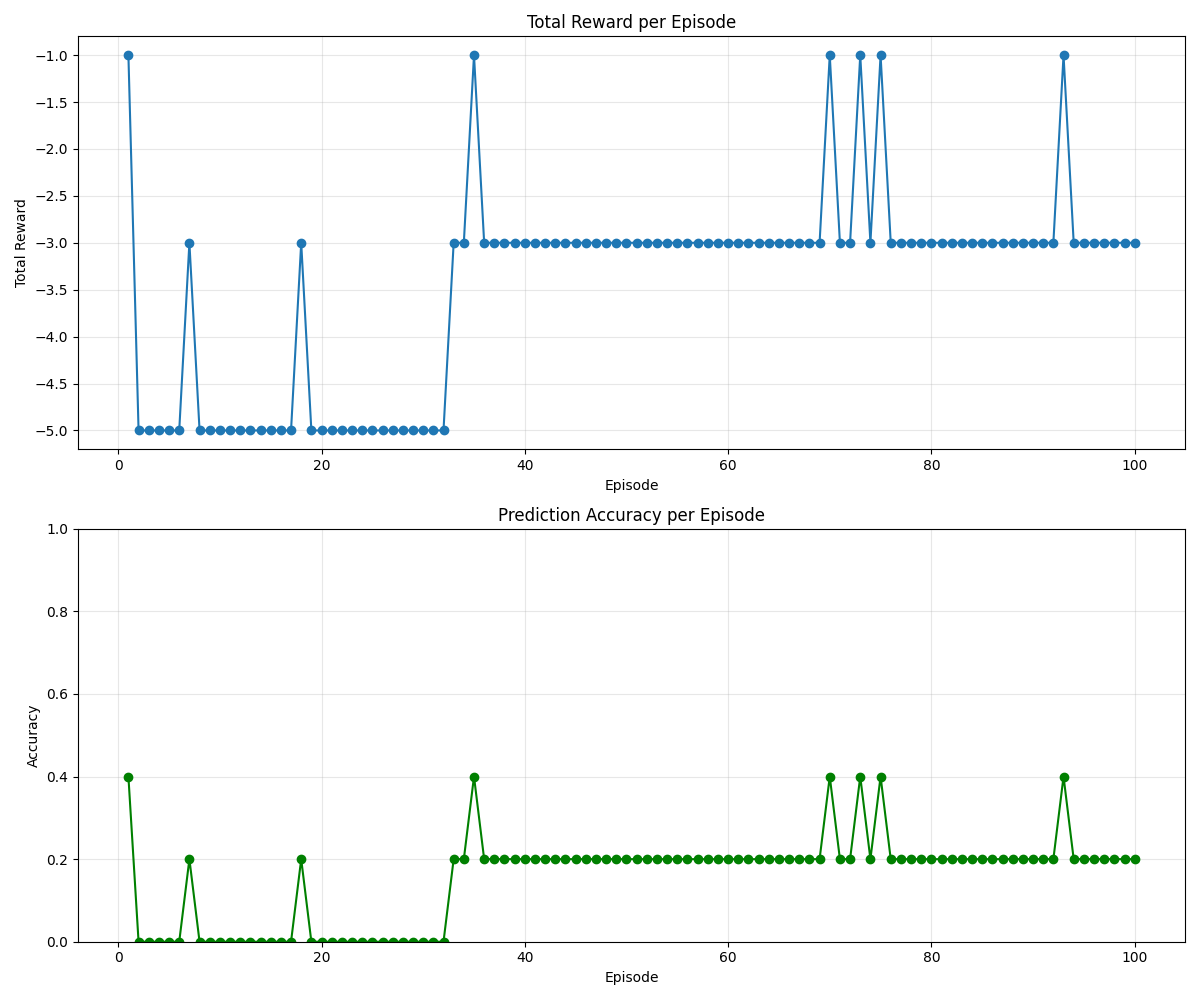 Total Reward per Episode
−1.0
−1.5
−2.0
−2.5
−3.0
−3.5
−4.0
−4.5
−5.0
Total Reward
0 20 40 60 80 100
Episode
Prediction Accuracy per Episode
1.0
0.8
0.6
0.4
0.2
0.0
Accuracy
0 20 40 60 80 100
Episode